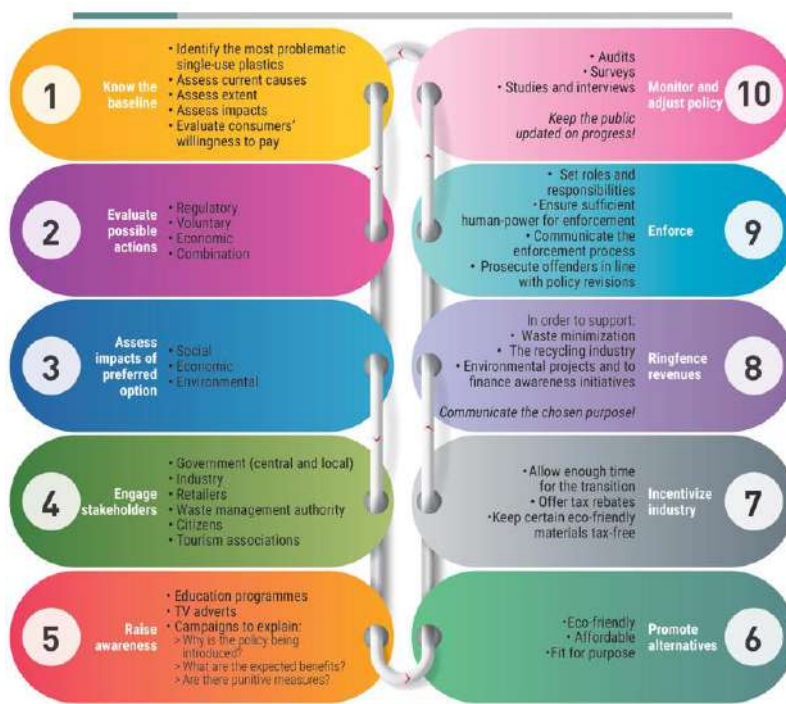 1
Know the
baseline
• Identify the most problematic
single-use plastics
• Assess current causes
• Assess extent
• Assess impacts
• Evaluate consumers'
willingness to pay
2
Evaluate
possible
actions
• Regulatory
• Voluntary
• Economic
• Combination
3
Assess
impacts of
preferred
option
• Social
• Economic
• Environmental
4
Engage
stakeholders
• Government (central and local)
• Industry
• Retailers
• Waste management authority
• Citizens
• Tourism associations
5
Raise
awareness
• Education programmes
• TV adverts
• Campaigns to explain:
> Why is the policy being
introduced?
> What are the expected benefits?
> Are there punitive measures?
6
Promote
alternatives
•Eco-friendly
• Affordable
•Fit for purpose
7
Incentivize
industry
• Allow enough time
for the transition
• Offer tax rebates
•Keep certain eco-friendly
materials tax-free
8
Ringfence
revenues
In order to support:
• Waste minimization
• The recycling industry
• Environmental projects and to
finance awareness initiatives
Communicate the chosen purpose!
9
Enforce
• Set roles and
responsibilities
• Ensure sufficient
human-power for enforcement
• Communicate the
enforcement process
• Prosecute offenders in line
with policy revisions
10
Monitor and
adjust policy
• Audits
• Surveys
• Studies and interviews
Keep the public
updated on progress!